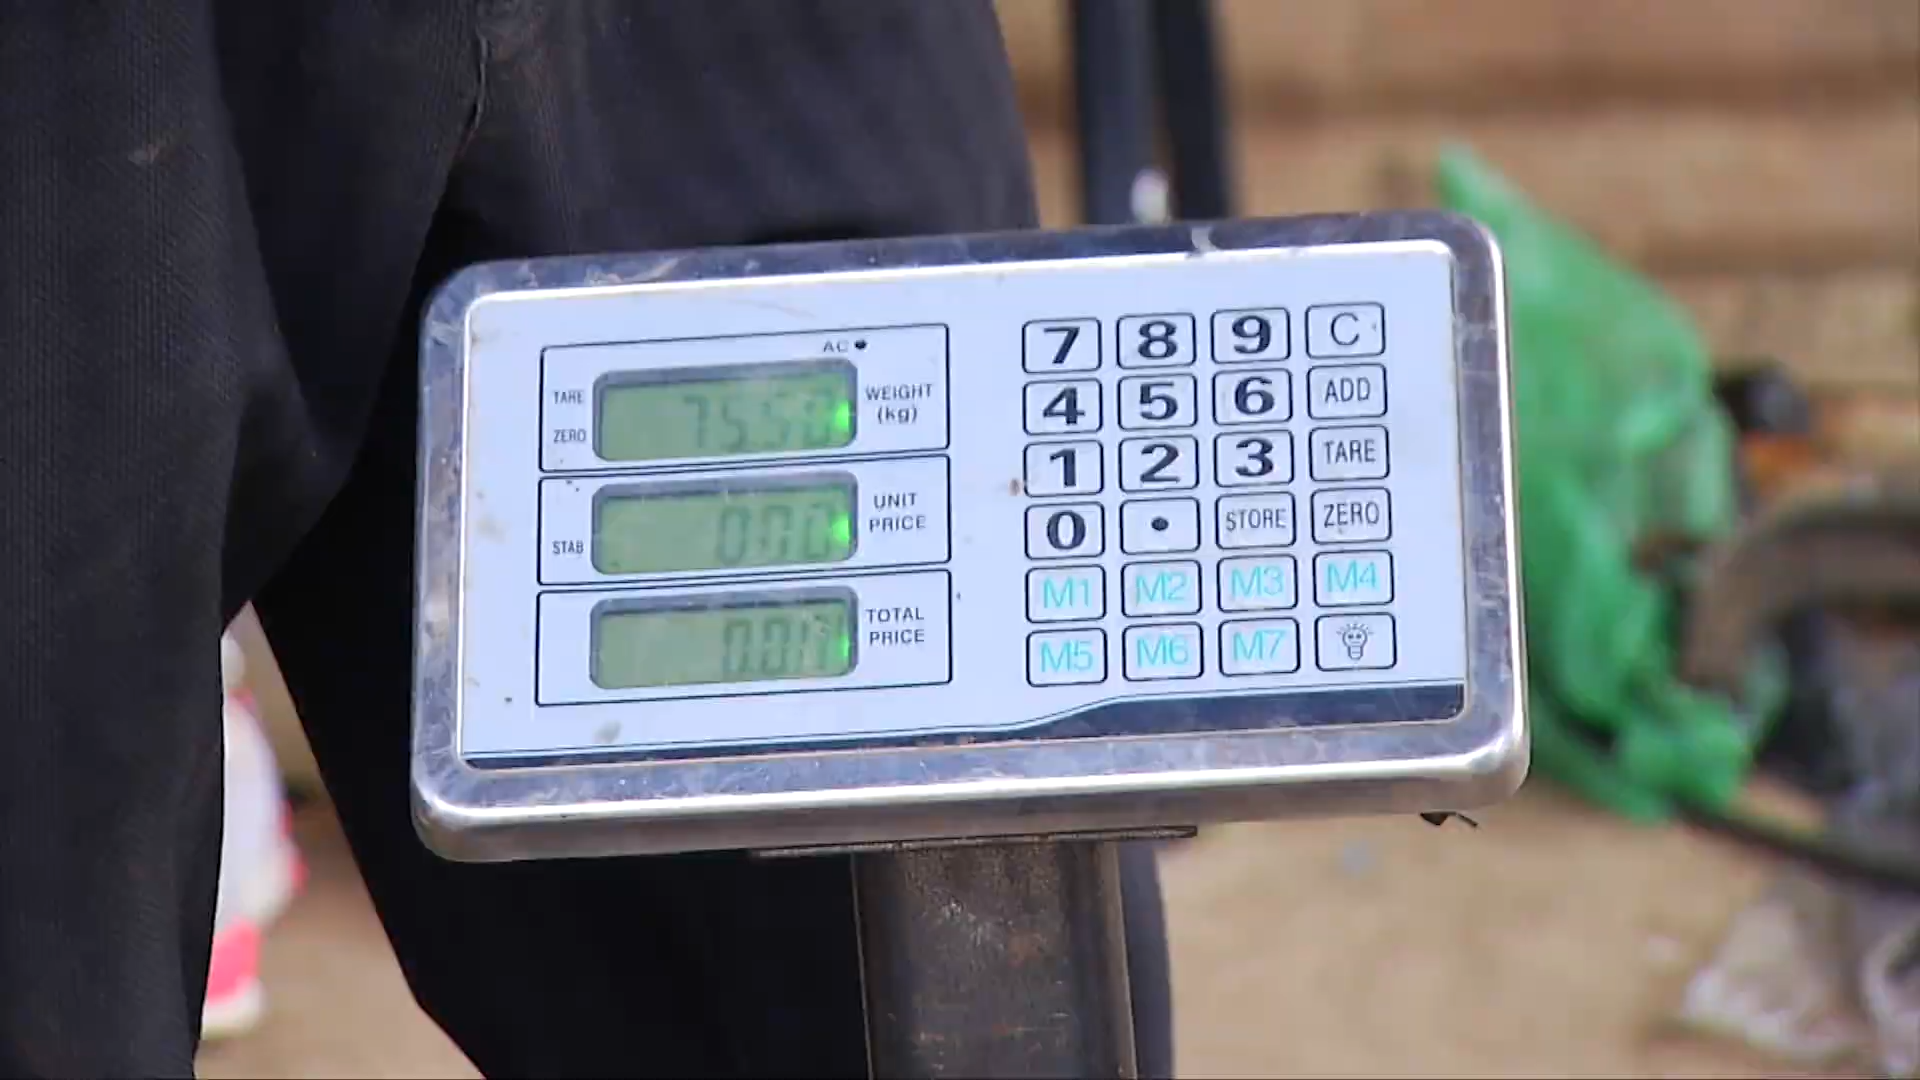 AC
TARE
ZERO
75.50
WEIGHT
(kg)
STAB
0.00
UNIT
PRICE
TOTAL
PRICE
7 8 9 C
4 5 6 ADD
1 2 3 TARE
0 . STORE ZERO
M1 M2 M3 M4
M5 M6 M7